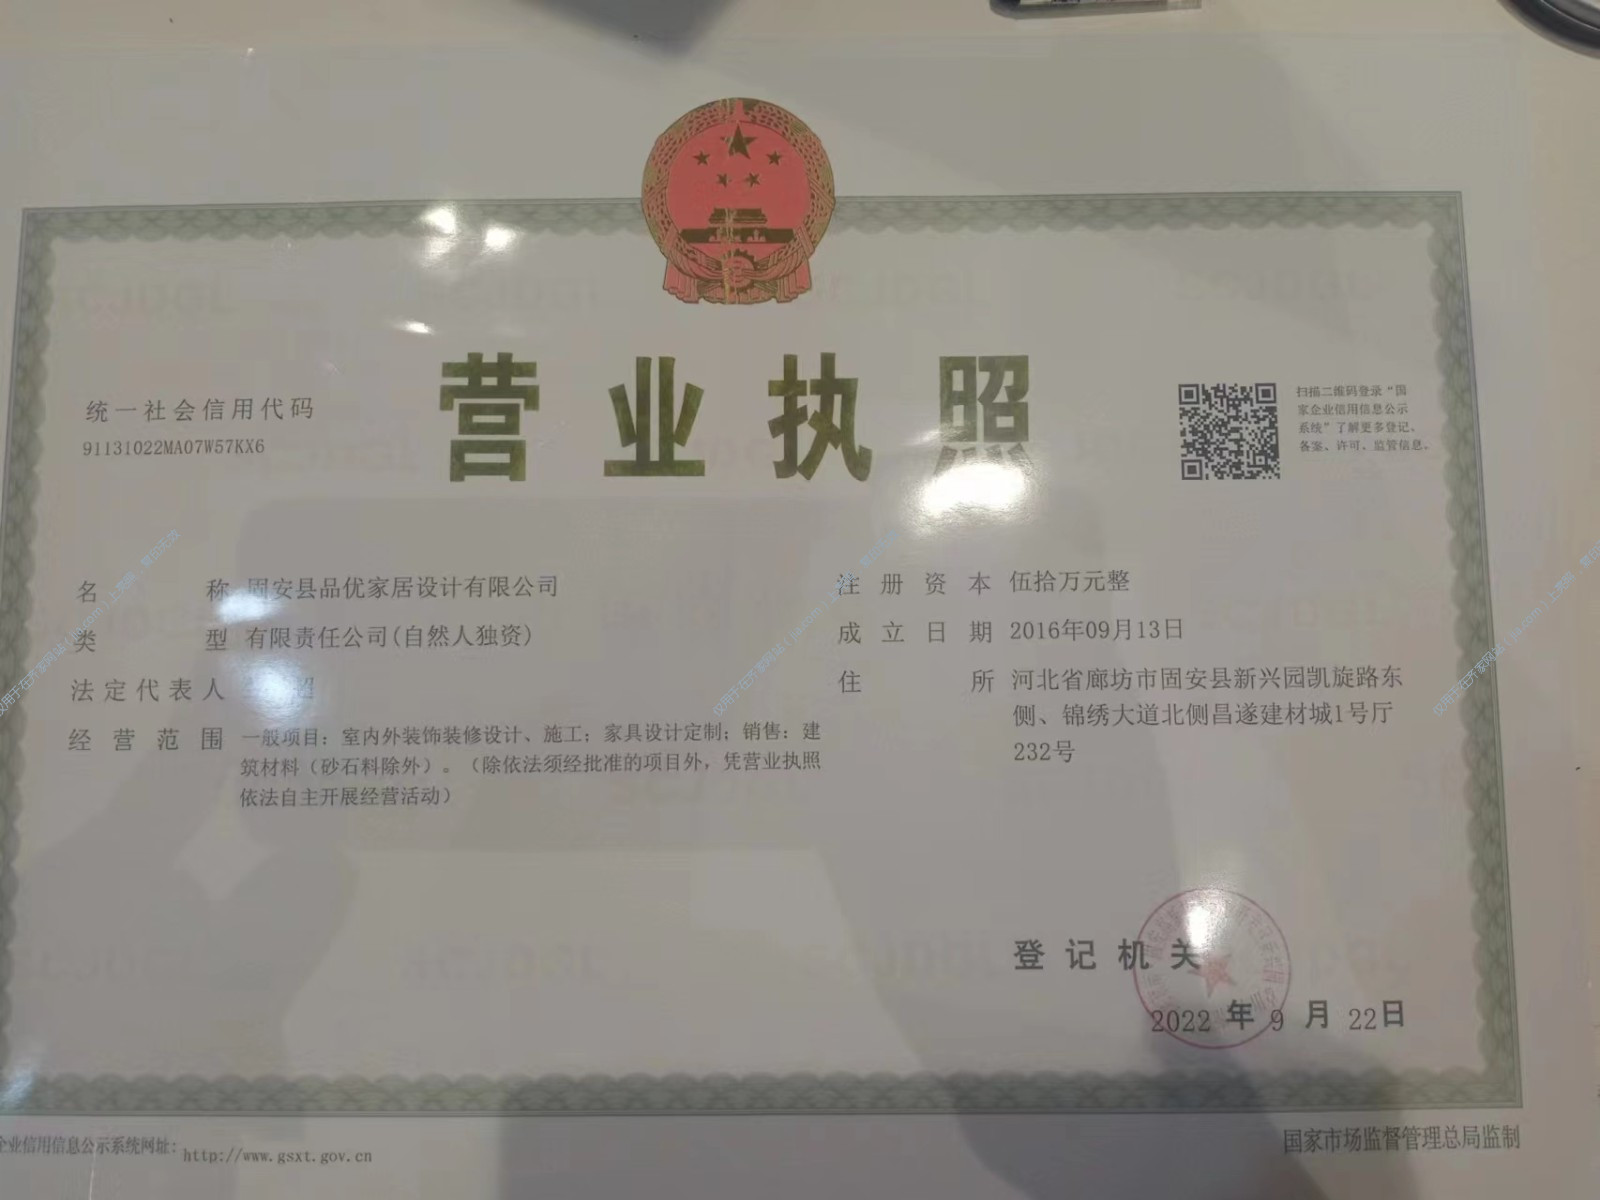 营业执照
统一社会信用代码
91131022MA07W57KX6
扫描二维码登录“国
家企业信用信息公示
系统”了解更多登记、
备案、许可、监管信息。
名称 固安县品优家居设计有限公司
类型 有限责任公司(自然人独资)
法定代表人 超
经营范围 一般项目：室内外装饰装修设计、施工；家具设计定制；销售：建
筑材料（砂石料除外）。（除依法须经批准的项目外，凭营业执照
依法自主开展经营活动）
注册资本 伍拾万元整
成立日期 2016年09月13日
住所 河北省廊坊市固安县新兴园凯旋路东
侧、锦绣大道北侧昌遂建材城1号厅
232号
登记机关
2022年9月22日
企业信用信息公示系统网址：http://www.gsxt.gov.cn
国家市场监督管理总局监制